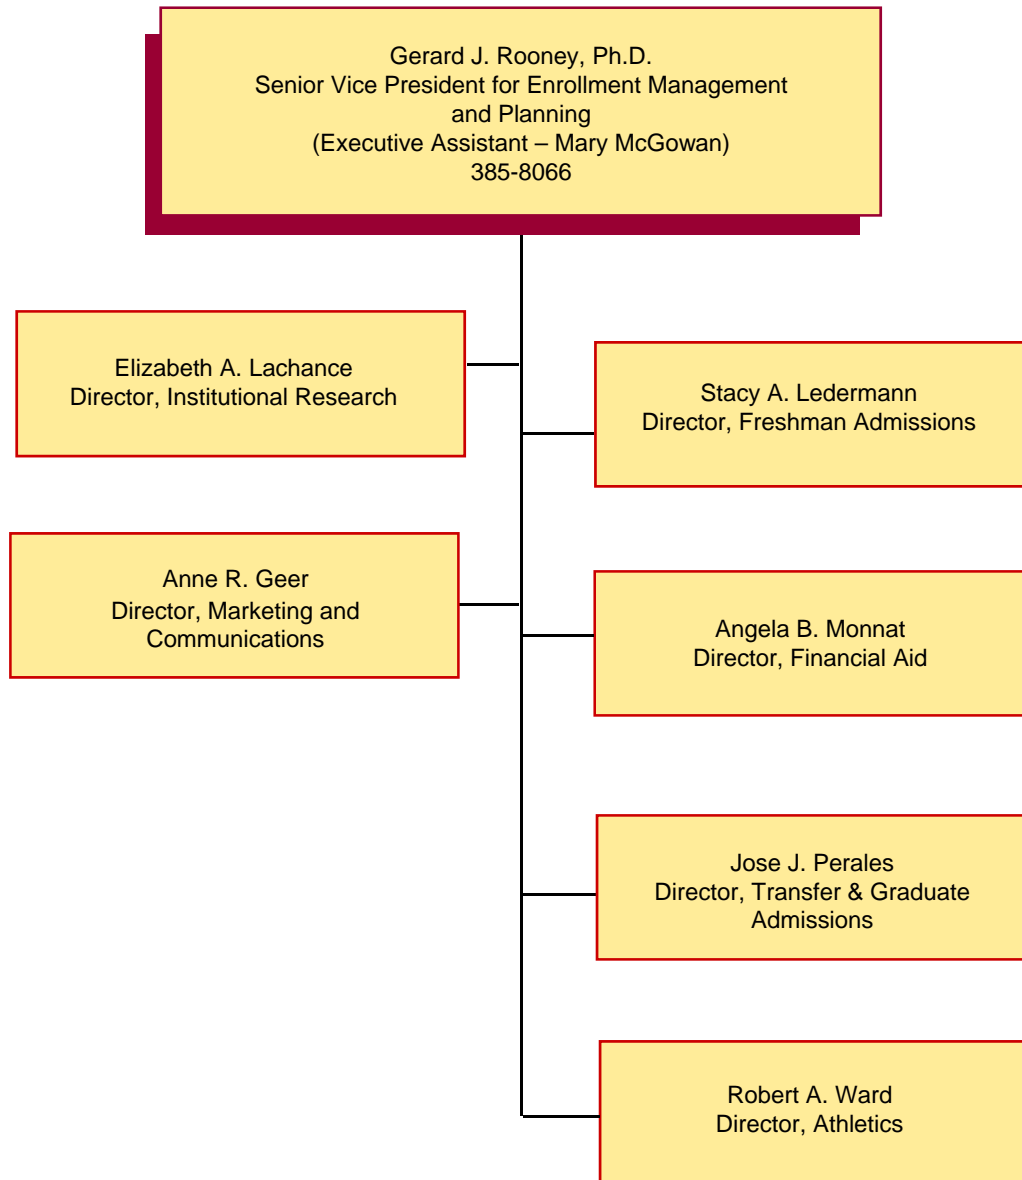 Gerard J. Rooney, Ph.D.
Senior Vice President for Enrollment Management
and Planning
(Executive Assistant – Mary McGowan)
385-8066
Elizabeth A. Lachance
Director, Institutional Research
Stacy A. Ledermann
Director, Freshman Admissions
Anne R. Geer
Director, Marketing and
Communications
Angela B. Monnat
Director, Financial Aid
Jose J. Perales
Director, Transfer & Graduate
Admissions
Robert A. Ward
Director, Athletics